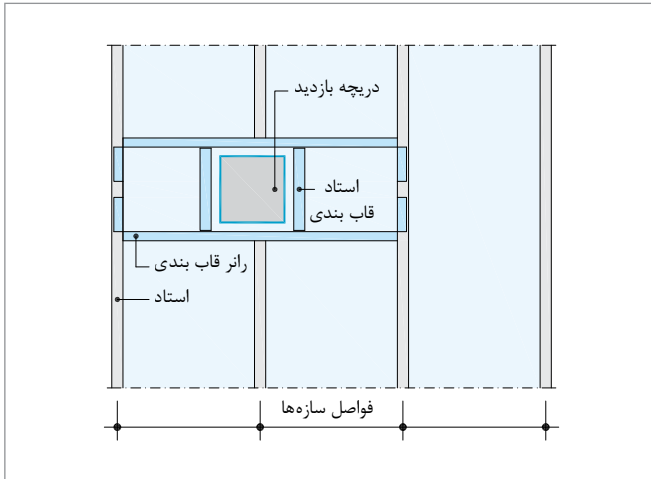 دریچه بازدید
استاد
قاب بندی
رانر قاب بندی
استاد
فواصل سازه‌ها